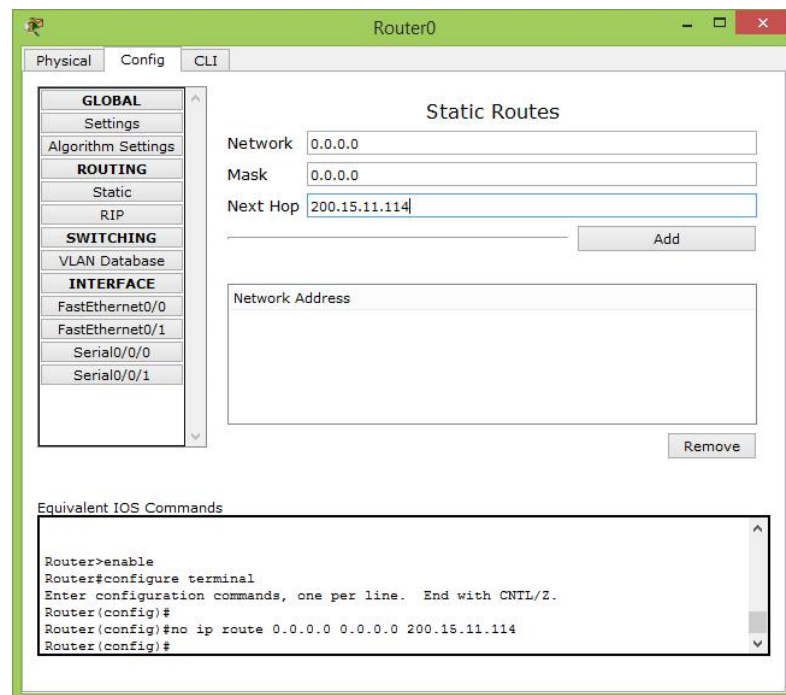 Router0
Physical Config CLI
GLOBAL
Settings
Algorithm Settings
ROUTING
Static
RIP
SWITCHING
VLAN Database
INTERFACE
FastEthernet0/0
FastEthernet0/1
Serial0/0/0
Serial0/0/1
Static Routes
Network 0.0.0.0
Mask 0.0.0.0
Next Hop 200.15.11.114
Add
Network Address
Remove
Equivalent IOS Commands
Router>enable
Router#configure terminal
Enter configuration commands, one per line.  End with CNTL/Z.
Router(config)#
Router(config)#no ip route 0.0.0.0 0.0.0.0 200.15.11.114
Router(config)#